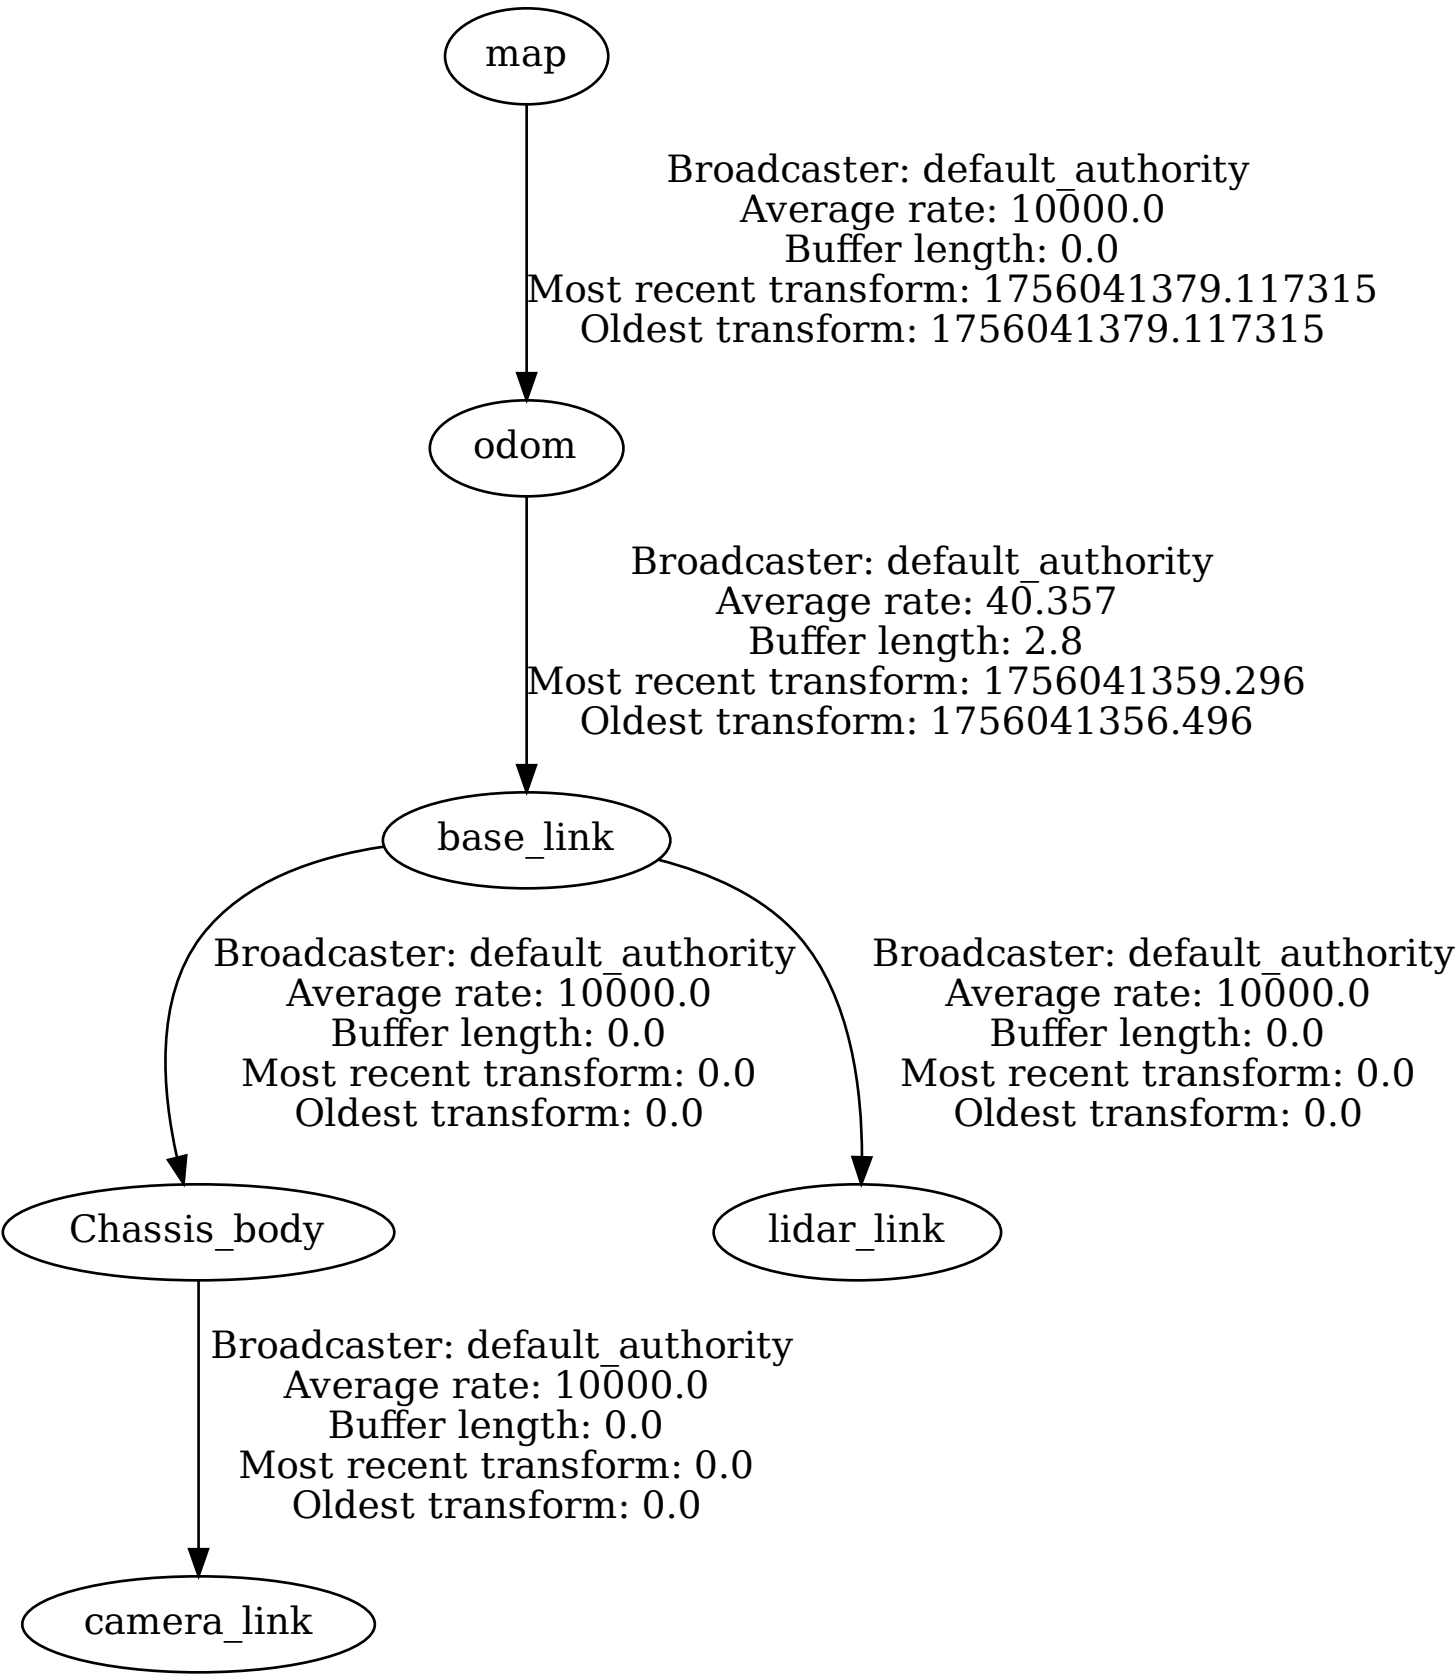 map
Broadcaster: default_authority
Average rate: 10000.0
Buffer length: 0.0
Most recent transform: 1756041379.117315
Oldest transform: 1756041379.117315
odom
Broadcaster: default_authority
Average rate: 40.357
Buffer length: 2.8
Most recent transform: 1756041359.296
Oldest transform: 1756041356.496
base_link
Broadcaster: default_authority
Average rate: 10000.0
Buffer length: 0.0
Most recent transform: 0.0
Oldest transform: 0.0
Broadcaster: default_authority
Average rate: 10000.0
Buffer length: 0.0
Most recent transform: 0.0
Oldest transform: 0.0
Chassis_body
lidar_link
Broadcaster: default_authority
Average rate: 10000.0
Buffer length: 0.0
Most recent transform: 0.0
Oldest transform: 0.0
camera_link